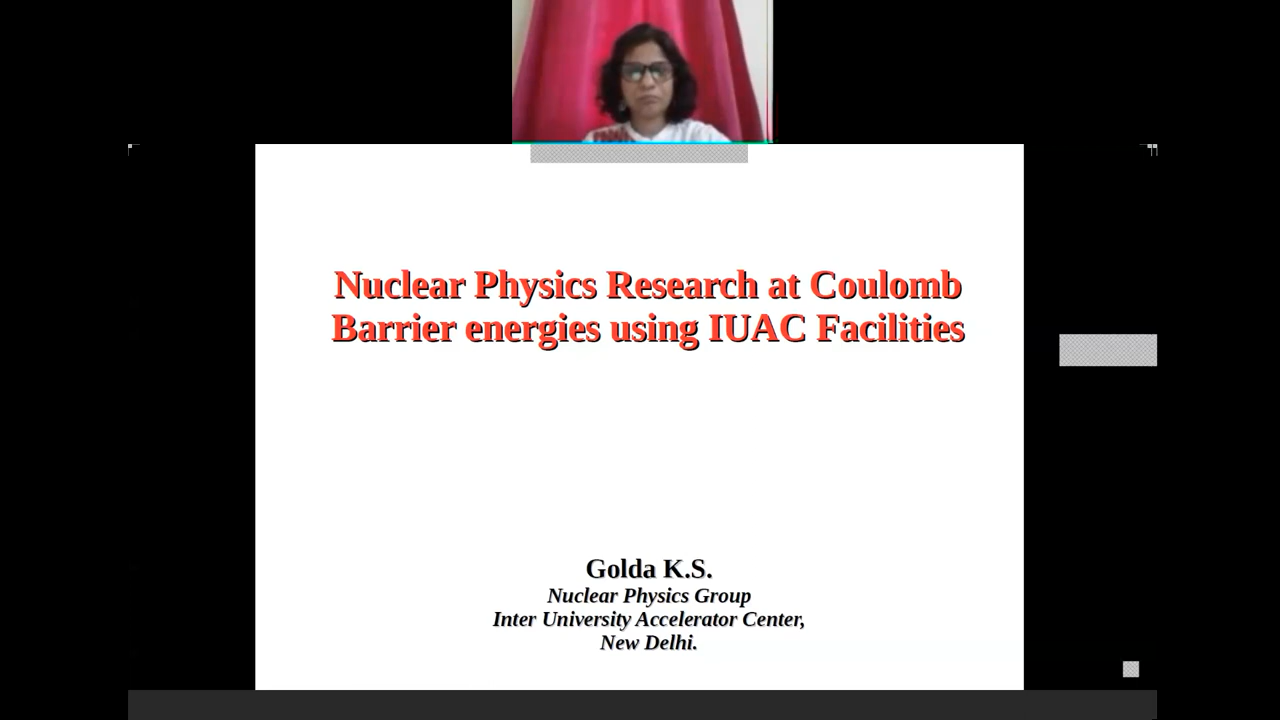 Nuclear Physics Research at Coulomb
Barrier energies using IUAC Facilities
Golda K.S.
Nuclear Physics Group
Inter University Accelerator Center,
New Delhi.